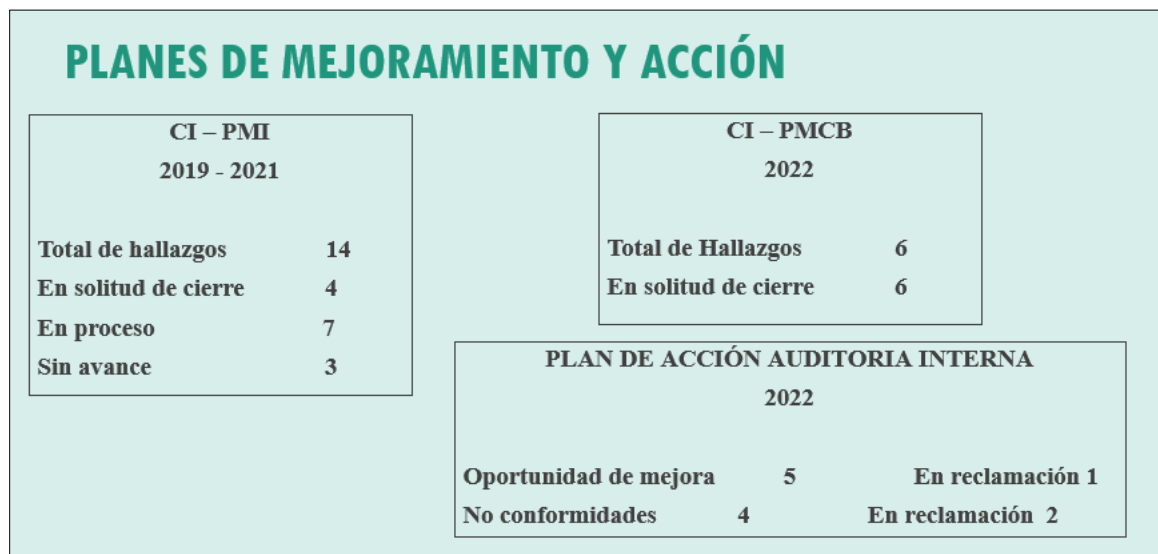 PLANES DE MEJORAMIENTO Y ACCIÓN
CI – PMI
2019 - 2021
Total de hallazgos 14
En solitud de cierre 4
En proceso 7
Sin avance 3
CI – PMCB
2022
Total de Hallazgos 6
En solitud de cierre 6
PLAN DE ACCIÓN AUDITORIA INTERNA
2022
Oportunidad de mejora 5 En reclamación 1
No conformidades 4 En reclamación 2